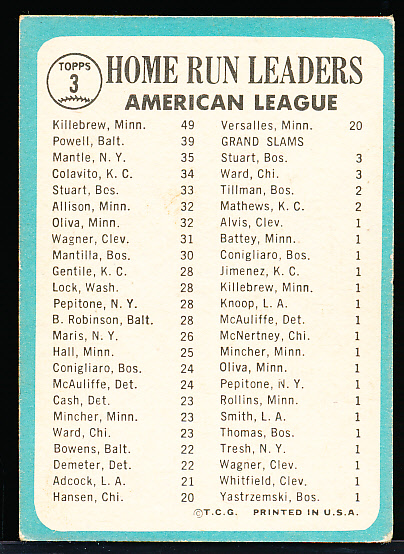 TOPPS
3
HOME RUN LEADERS
AMERICAN LEAGUE
Killebrew, Minn. 49
Powell, Balt. 39
Mantle, N. Y. 35
Colavito, K. C. 34
Stuart, Bos. 33
Allison, Minn. 32
Oliva, Minn. 32
Wagner, Clev. 31
Mantilla, Bos. 30
Gentile, K. C. 28
Lock, Wash. 28
Pepitone, N. Y. 28
B. Robinson, Balt. 28
Maris, N. Y. 26
Hall, Minn. 25
Conigliaro, Bos. 24
McAuliffe, Det. 24
Cash, Det. 23
Mincher, Minn. 23
Ward, Chi. 23
Bowens, Balt. 22
Demeter, Det. 22
Adcock, L. A. 21
Hansen, Chi. 20
Versalles, Minn. 20
GRAND SLAMS
Stuart, Bos. 3
Ward, Chi. 3
Tillman, Bos. 2
Mathews, K. C. 2
Alvis, Clev. 1
Battey, Minn. 1
Conigliaro, Bos. 1
Jimenez, K. C. 1
Killebrew, Minn. 1
Knoop, L. A. 1
McAuliffe, Det. 1
McNertney, Chi. 1
Mincher, Minn. 1
Oliva, Minn. 1
Pepitone, N. Y. 1
Rollins, Minn. 1
Smith, L. A. 1
Thomas, Bos. 1
Tresh, N. Y. 1
Wagner, Clev. 1
Whitfield, Clev. 1
Yastrzemski, Bos. 1
© T. C. G. PRINTED IN U. S. A.